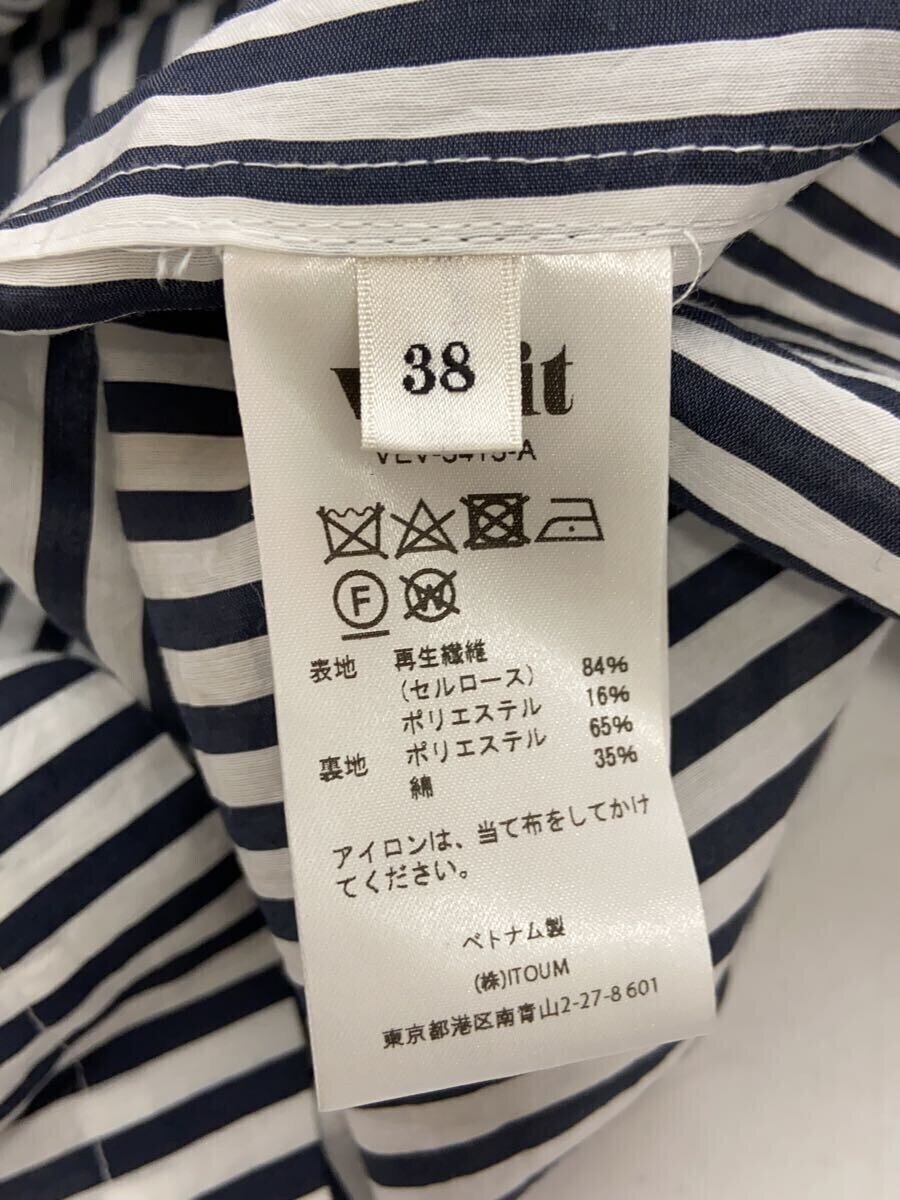 38
表地 再生繊維
(セルロース) 84%
ポリエステル 16%
裏地 ポリエステル 65%
綿 35%
アイロンは、当て布をしてかけ
てください。
ベトナム製
(株)ITOUM
東京都港区南青山2-27-8 601
F
W